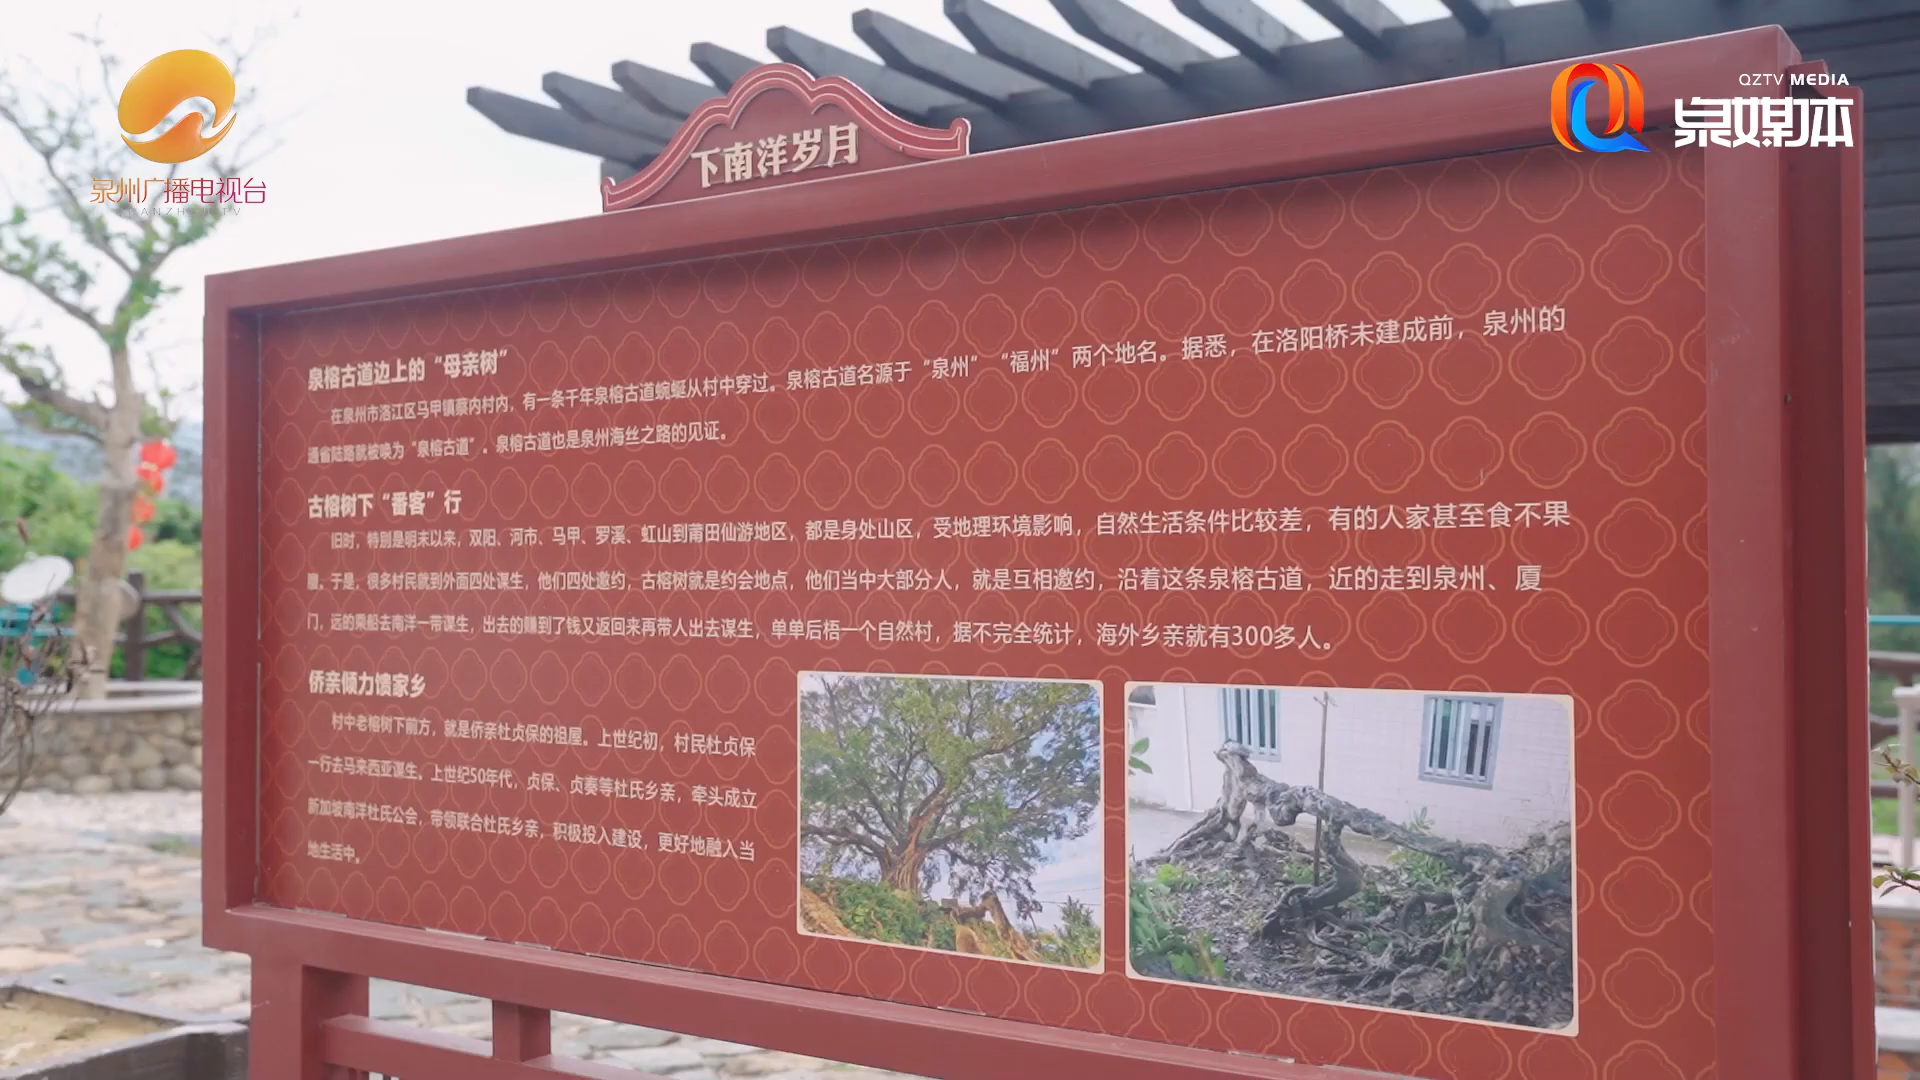 泉州广播电视台
QUANZHOU TV
QZTV MEDIA
泉媒体
下南洋岁月
泉榕古道边上的“母亲树”
在泉州市洛江区马甲镇蔡内村内，有一条千年泉榕古道蜿蜒从村中穿过。泉榕古道名源于“泉州”“福州”两个地名。据悉，在洛阳桥未建成前，泉州的
通省陆路就被唤为“泉榕古道”。泉榕古道也是泉州海丝之路的见证。
古榕树下“番客”行
旧时，特别是明末以来，双阳、河市、马甲、罗溪、虹山到莆田仙游地区，都是身处山区，受地理环境影响，自然生活条件比较差，有的人家甚至食不果
腹。于是，很多村民就到外面四处谋生，他们四处邀约，古榕树就是约会地点，他们当中大部分人，就是互相邀约，沿着这条泉榕古道，近的走到泉州、厦
门，远的乘船去南洋一带谋生，出去的赚到了钱又返回来再带人出去谋生，单单后梧一个自然村，据不完全统计，海外乡亲就有300多人。
侨亲倾力馈家乡
村中老榕树下前方，就是侨亲杜贞保的祖屋。上世纪初，村民杜贞保
一行去马来西亚谋生。上世纪50年代，贞保、贞奏等杜氏乡亲，牵头成立
新加坡南洋杜氏公会，带领联合杜氏乡亲，积极投入建设，更好地融入当
地生活中。